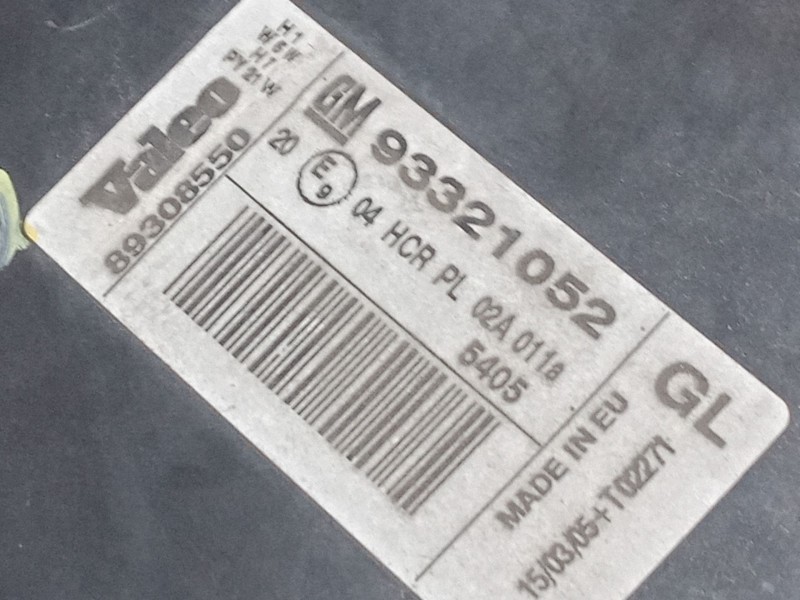 H1
W5W
H7
PY21W
Valeo
89308550
GM 93321052
20 E9 04 HCR PL 02A 011a
5405
GL
MADE IN EU
15/03/05+T02271